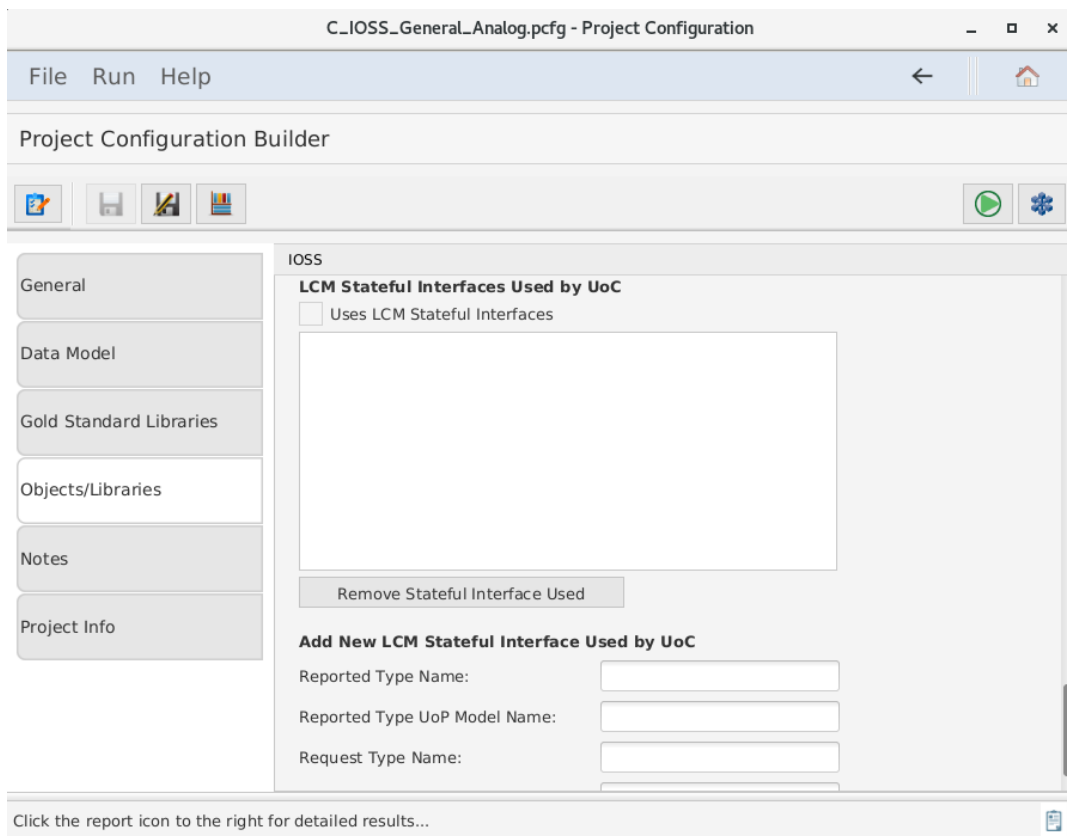 C_IOSS_General_Analog.pcfg - Project Configuration
File Run Help
Project Configuration Builder
IOSS
General
Data Model
Gold Standard Libraries
Objects/Libraries
Notes
Project Info
LCM Stateful Interfaces Used by UoC
Uses LCM Stateful Interfaces
Remove Stateful Interface Used
Add New LCM Stateful Interface Used by UoC
Reported Type Name:
Reported Type UoP Model Name:
Request Type Name:
Click the report icon to the right for detailed results...